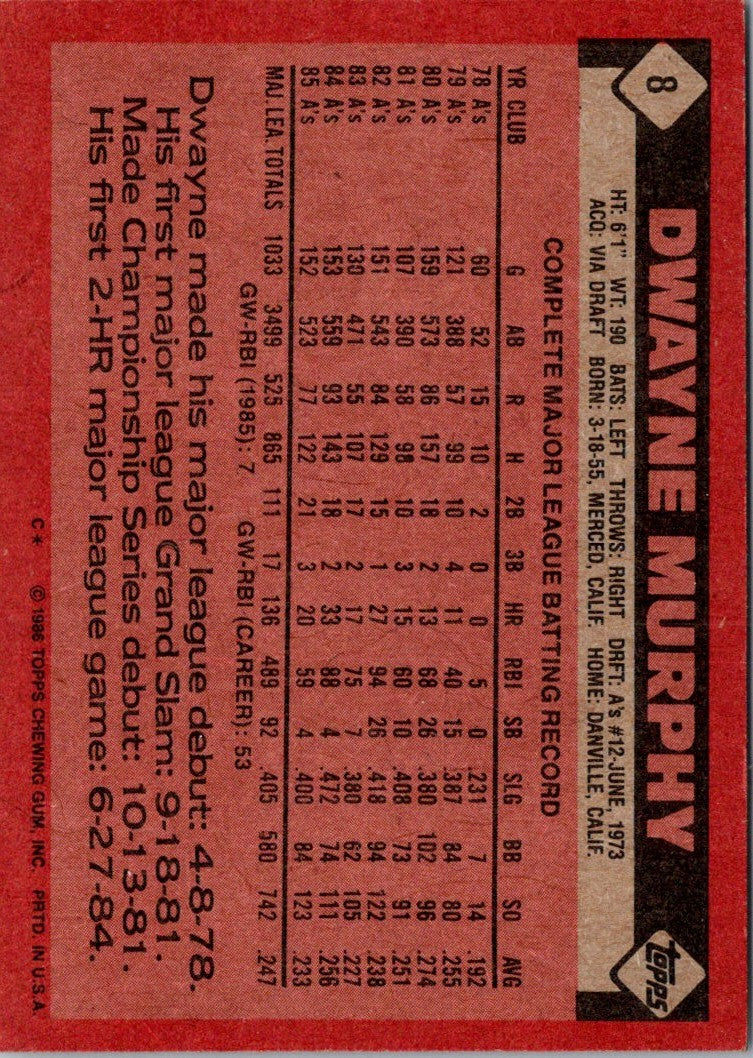 8
DWAYNE MURPHY
topps
HT: 6'1" WT: 190 BATS: LEFT THROWS: RIGHT DRFT: A's #12-JUNE, 1973
ACQ: VIA DRAFT BORN: 3-18-55, MERCED, CALIF. HOME: DANVILLE, CALIF.
COMPLETE MAJOR LEAGUE BATTING RECORD
YR CLUB G AB R H 2B 3B HR RBI SB SLG BB SO AVG
78 A's 60 52 15 10 2 0 0 5 0 .231 7 14 .192
79 A's 121 388 57 99 10 4 11 40 15 .387 84 80 .255
80 A's 159 573 86 157 18 2 13 68 26 .380 102 96 .274
81 A's 107 390 58 98 10 3 15 60 10 .408 73 91 .251
82 A's 151 543 84 129 15 1 27 94 26 .418 94 122 .238
83 A's 130 471 55 107 17 2 17 75 7 .380 62 105 .227
84 A's 153 559 93 143 18 2 33 88 4 .472 74 111 .256
85 A's 152 523 77 122 21 3 20 59 4 .400 84 123 .233
MAJ. LEA. TOTALS 1033 3499 525 865 111 17 136 489 92 .405 580 742 .247
GW-RBI (1985): 7 GW-RBI (CAREER): 53
Dwayne made his major league debut: 4-8-78.
His first major league Grand Slam: 9-18-81.
Made Championship Series debut: 10-13-81.
His first 2-HR major league game: 6-27-84.
C* © 1986 TOPPS CHEWING GUM, INC. PRTD. IN U.S.A.